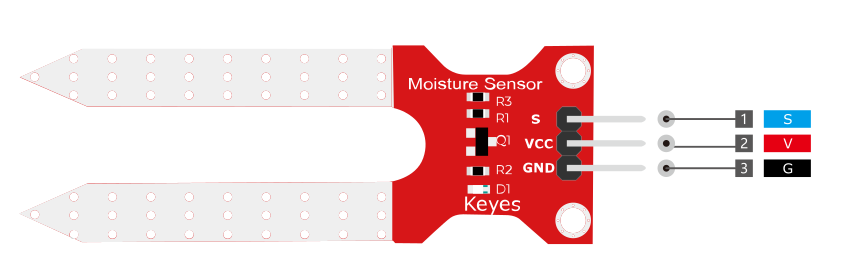 Moisture Sensor
R3
R1
S
Q1
VCC
R2
GND
D1
Keyes
1 S
2 V
3 G